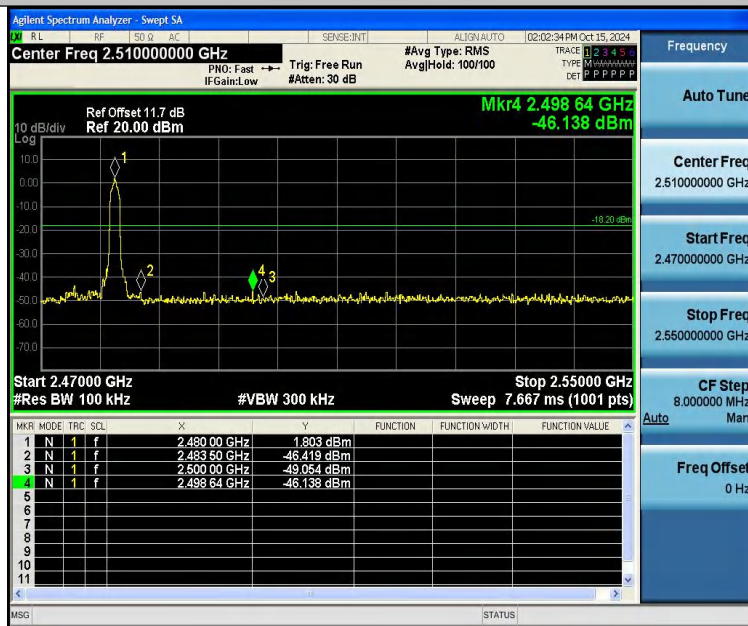 Agilent Spectrum Analyzer - Swept SA
LXI RL RF 50 Ω AC SENSE:INT ALIGN AUTO 02:02:34 PM Oct 15, 2024
Center Freq 2.510000000 GHz
PNO: Fast
IFGain:Low
Trig: Free Run
#Atten: 30 dB
#Avg Type: RMS
Avg|Hold: 100/100
TRACE 1 2 3 4 5 6
TYPE M
DET P P P P P P
Frequency
Auto Tune
Center Freq
2.510000000 GHz
Start Freq
2.470000000 GHz
Stop Freq
2.550000000 GHz
CF Step
8.000000 MHz
Auto Man
Freq Offset
0 Hz
Mkr4 2.498 64 GHz
-46.138 dBm
10 dB/div
Log
Ref Offset 11.7 dB
Ref 20.00 dBm
10.0
0.00
-10.0
-20.0
-30.0
-40.0
-50.0
-60.0
-70.0
1
2
4
3
-18.20 dBm
Start 2.47000 GHz Stop 2.55000 GHz
#Res BW 100 kHz #VBW 300 kHz Sweep 7.667 ms (1001 pts)
MKR MODE TRC SCL X Y FUNCTION FUNCTION WIDTH FUNCTION VALUE
1 N 1 f 2.480 00 GHz 1.803 dBm
2 N 1 f 2.483 50 GHz -46.419 dBm
3 N 1 f 2.500 00 GHz -49.054 dBm
4 N 1 f 2.498 64 GHz -46.138 dBm
5
6
7
8
9
10
11
MSG STATUS